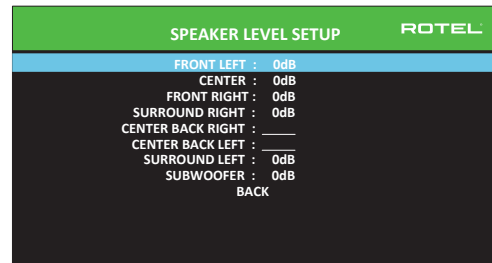 SPEAKER LEVEL SETUP ROTEL
FRONT LEFT : 0dB
CENTER : 0dB
FRONT RIGHT : 0dB
SURROUND RIGHT : 0dB
CENTER BACK RIGHT : _____
CENTER BACK LEFT : _____
SURROUND LEFT : 0dB
SUBWOOFER : 0dB
BACK